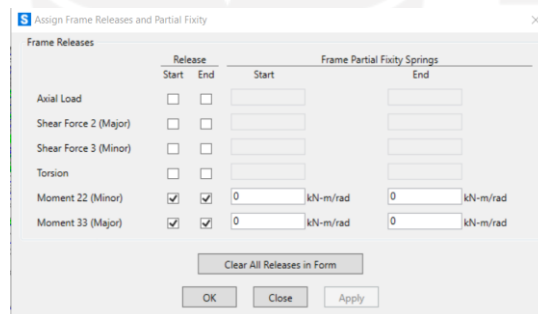 S Assign Frame Releases and Partial Fixity
Frame Releases
Release Frame Partial Fixity Springs
Start End Start End
Axial Load
Shear Force 2 (Major)
Shear Force 3 (Minor)
Torsion
Moment 22 (Minor) 0 kN-m/rad 0 kN-m/rad
Moment 33 (Major) 0 kN-m/rad 0 kN-m/rad
Clear All Releases in Form
OK Close Apply